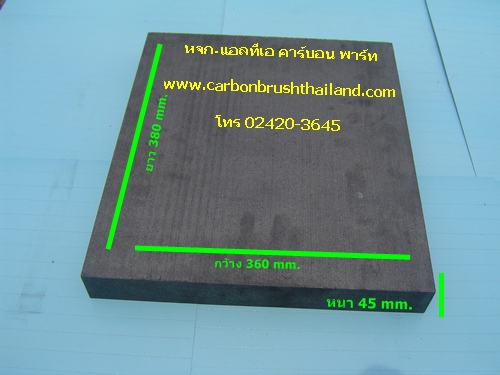 หจก.แอลทีเอ คาร์บอน พาร์ท
www.carbonbrushthailand.com
โทร 02420-3645
ยาว 380 mm.
กว้าง 360 mm.
หนา 45 mm.